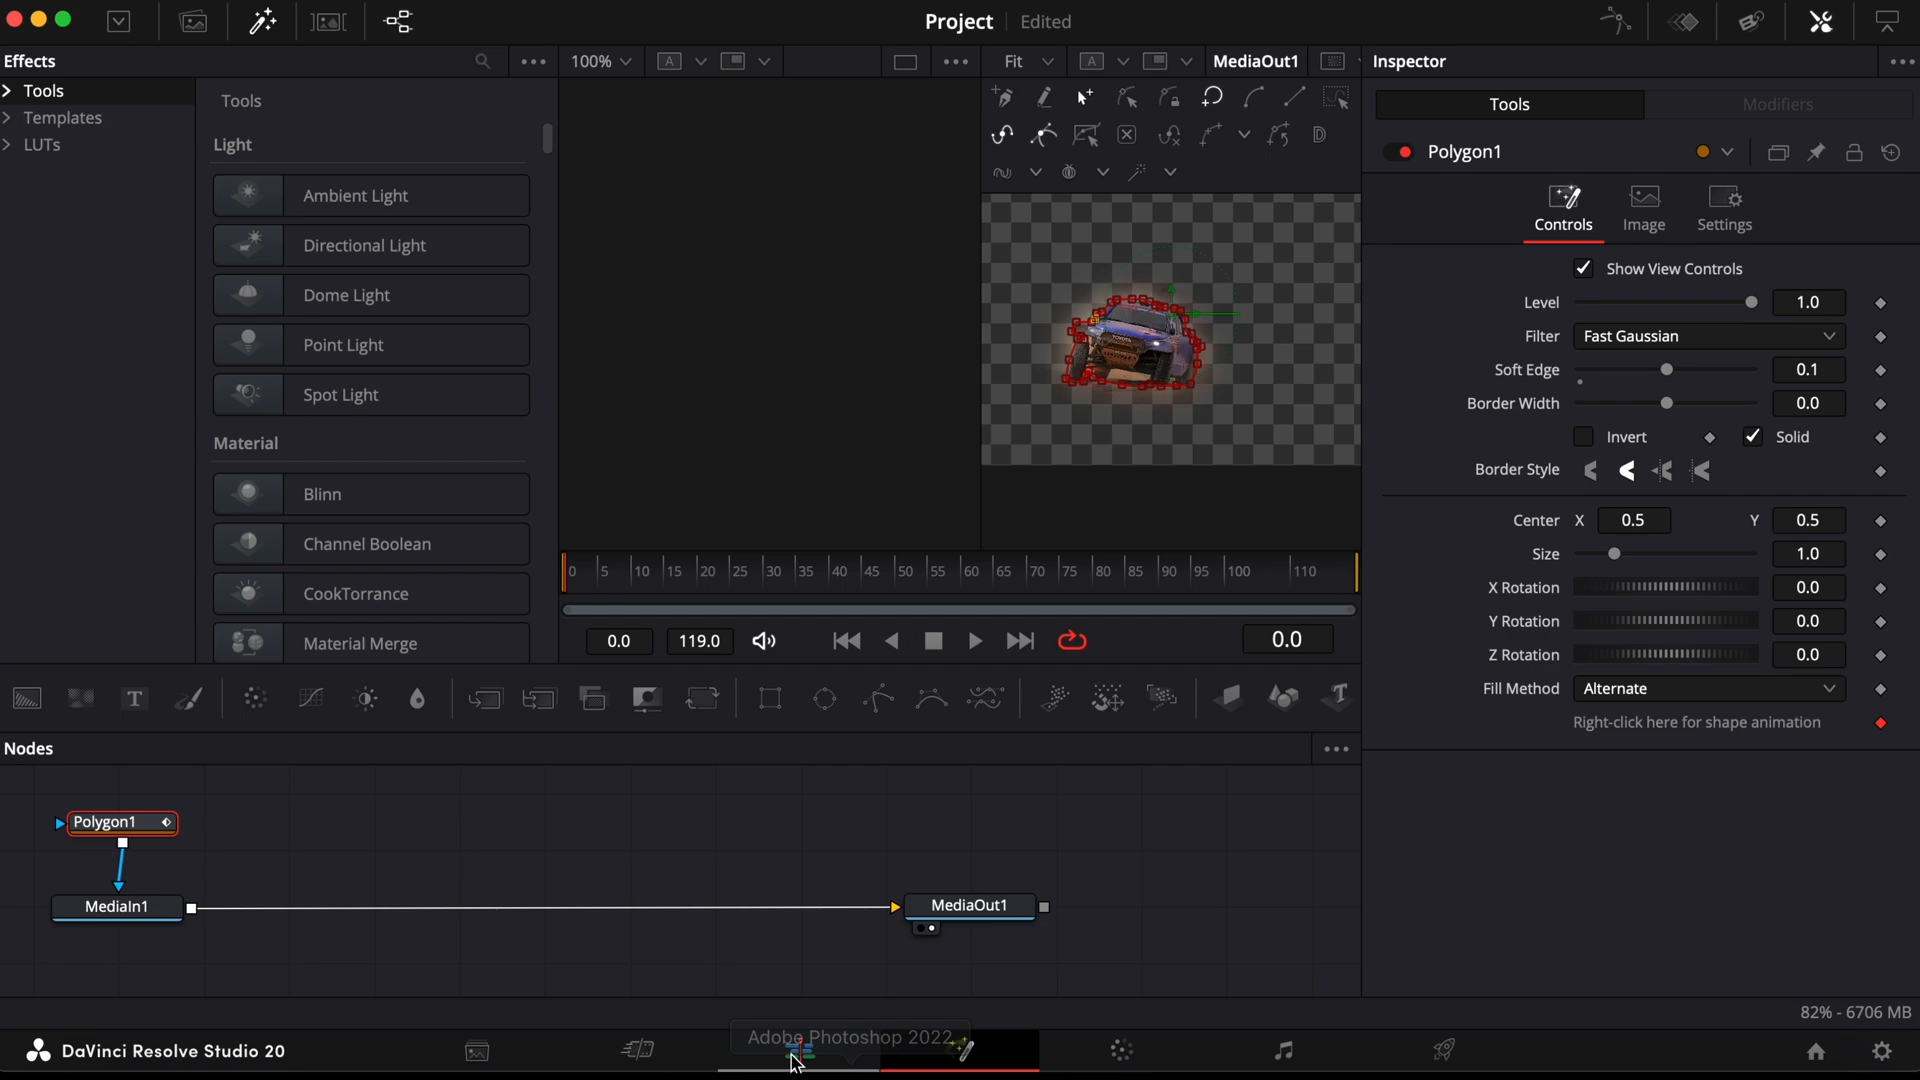 Project Edited
Effects
100%
A
Fit
A
MediaOut1
Inspector
Tools
Templates
LUTs
Tools
Light
Ambient Light
Directional Light
Dome Light
Point Light
Spot Light
Material
Blinn
Channel Boolean
CookTorrance
Material Merge
TOYOTA
0 5 10 15 20 25 30 35 40 45 50 55 60 65 70 75 80 85 90 95 100 110
0.0 119.0 0.0
T
Tools Modifiers
Polygon1
Controls Image Settings
Show View Controls
Level 1.0
Filter Fast Gaussian
Soft Edge 0.1
Border Width 0.0
Invert Solid
Border Style
Center X 0.5 Y 0.5
Size 1.0
X Rotation 0.0
Y Rotation 0.0
Z Rotation 0.0
Fill Method Alternate
Right-click here for shape animation
Nodes
Polygon1
MediaIn1
MediaOut1
82% - 6706 MB
Adobe Photoshop 2022
DaVinci Resolve Studio 20